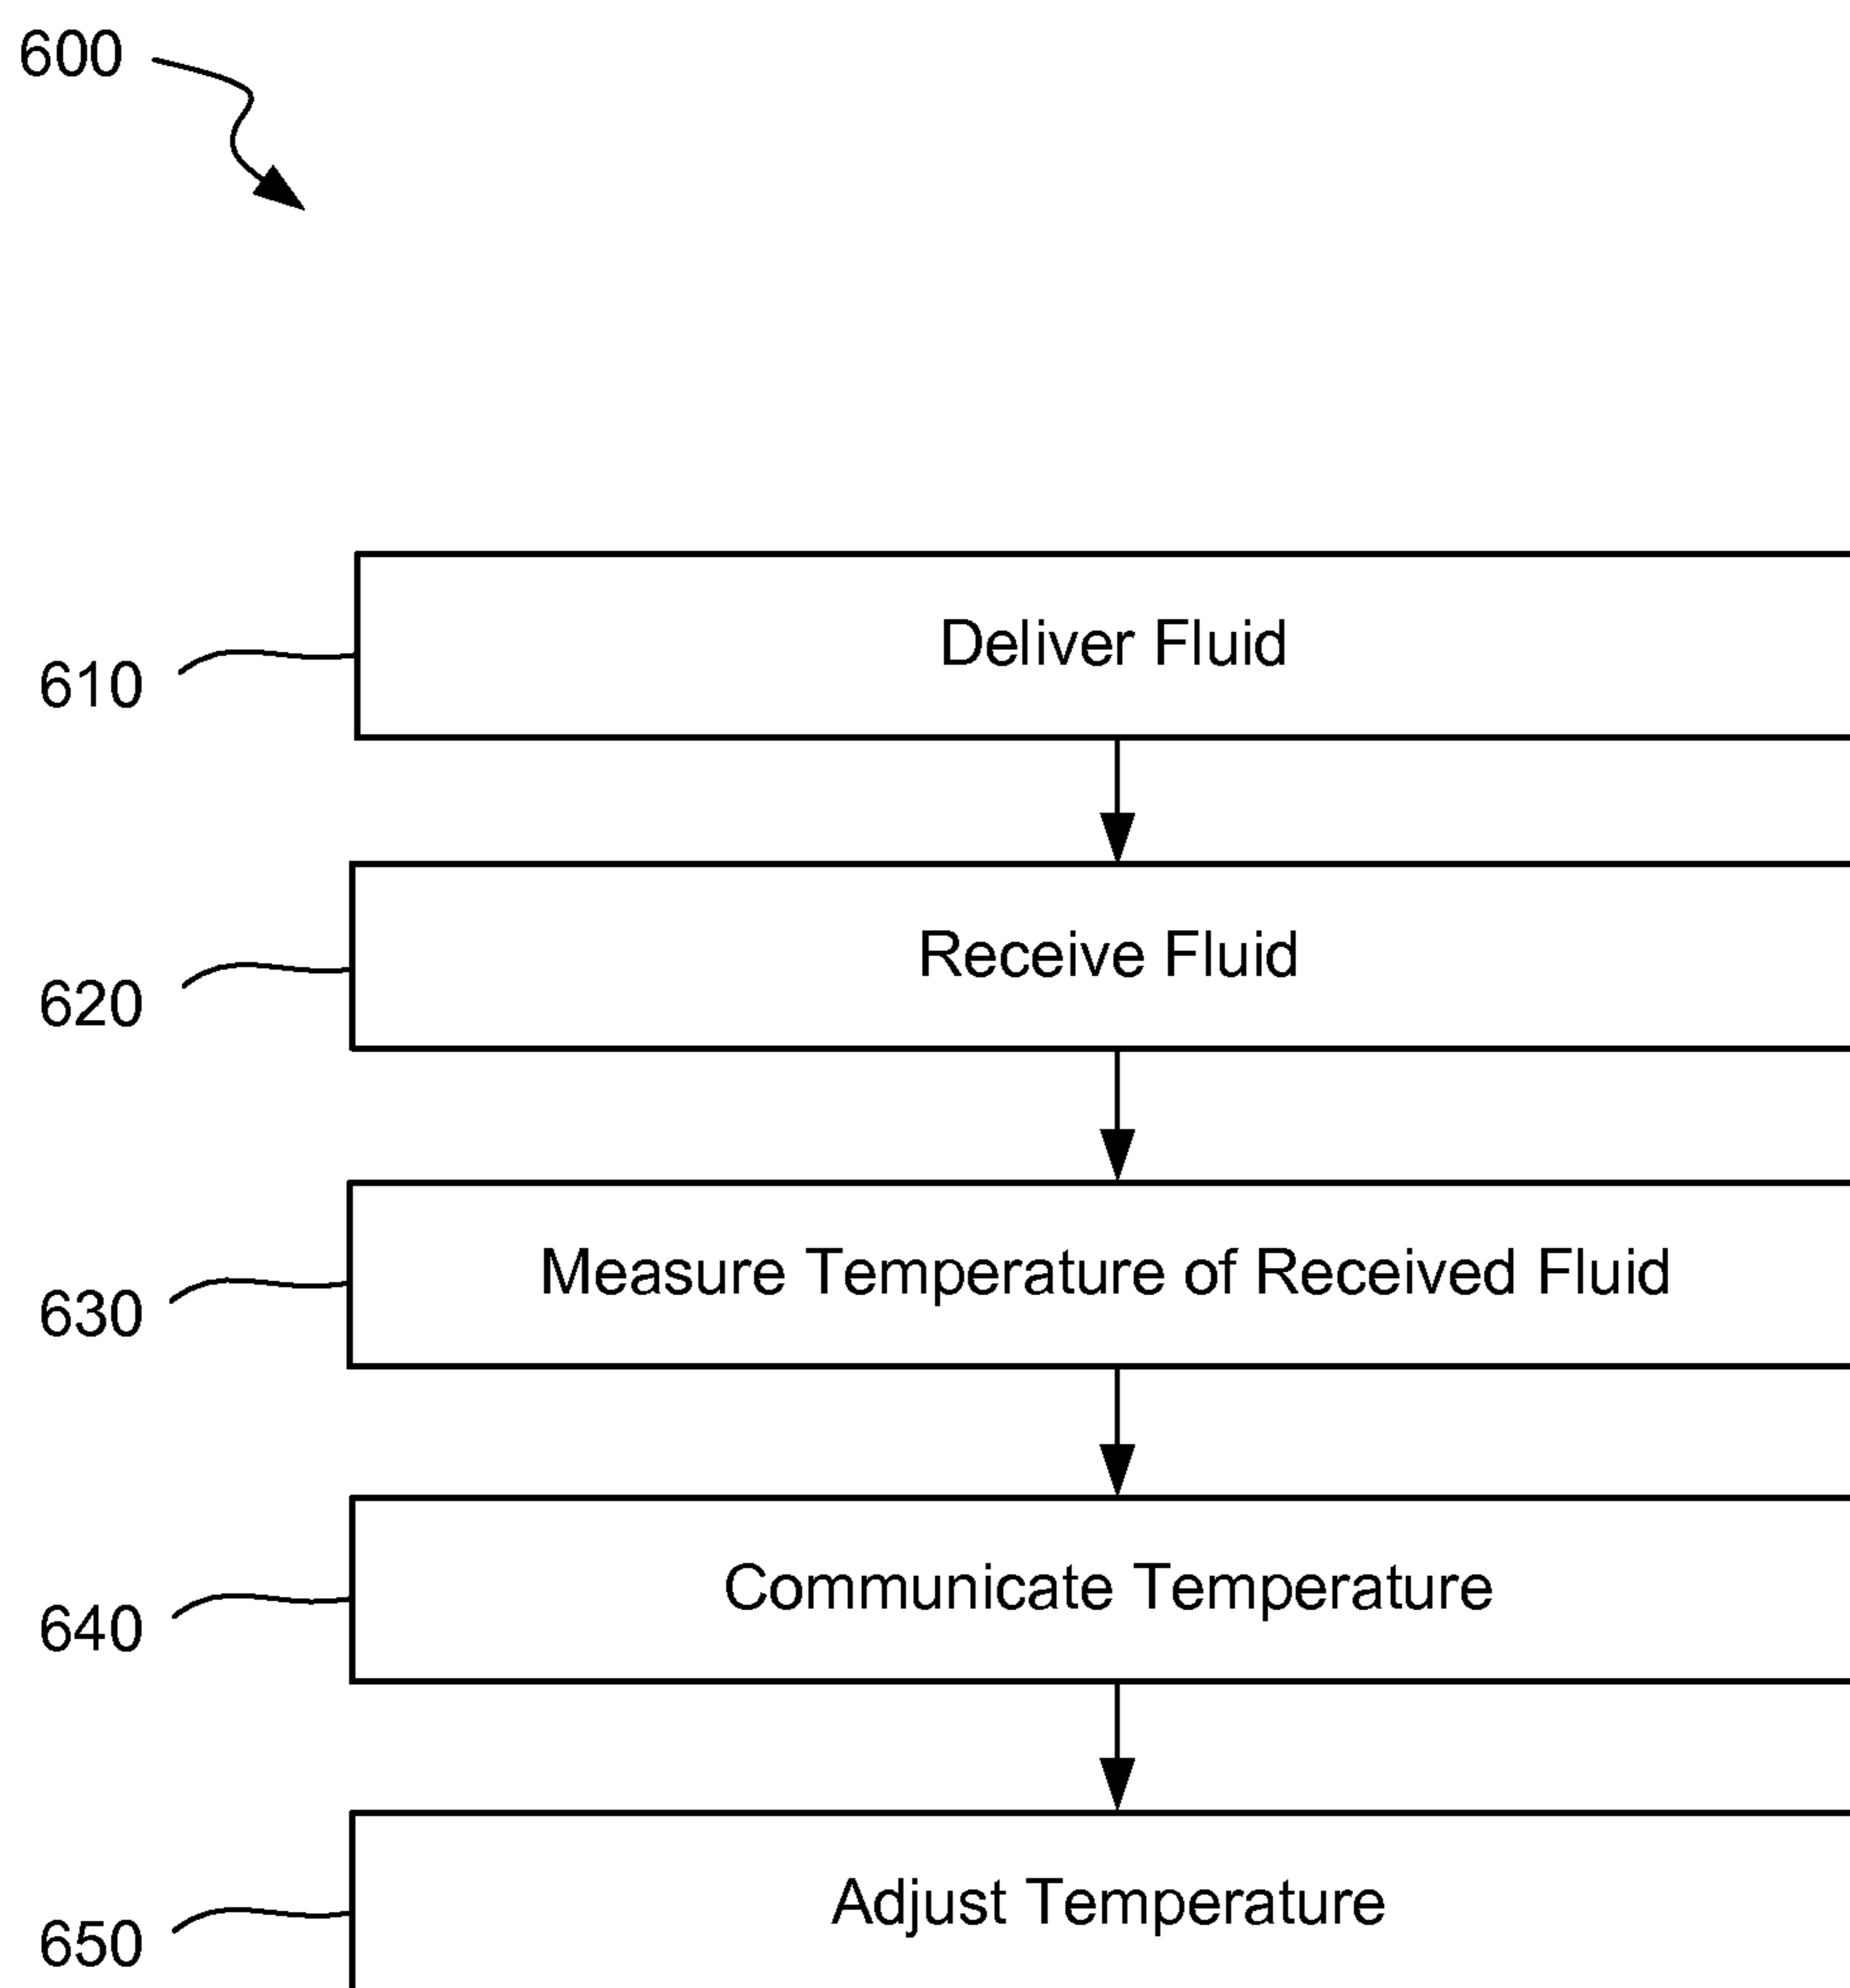 600
Deliver Fluid
610
Receive Fluid
620
Measure Temperature of Received Fluid
630
Communicate Temperature
640
Adjust Temperature
650